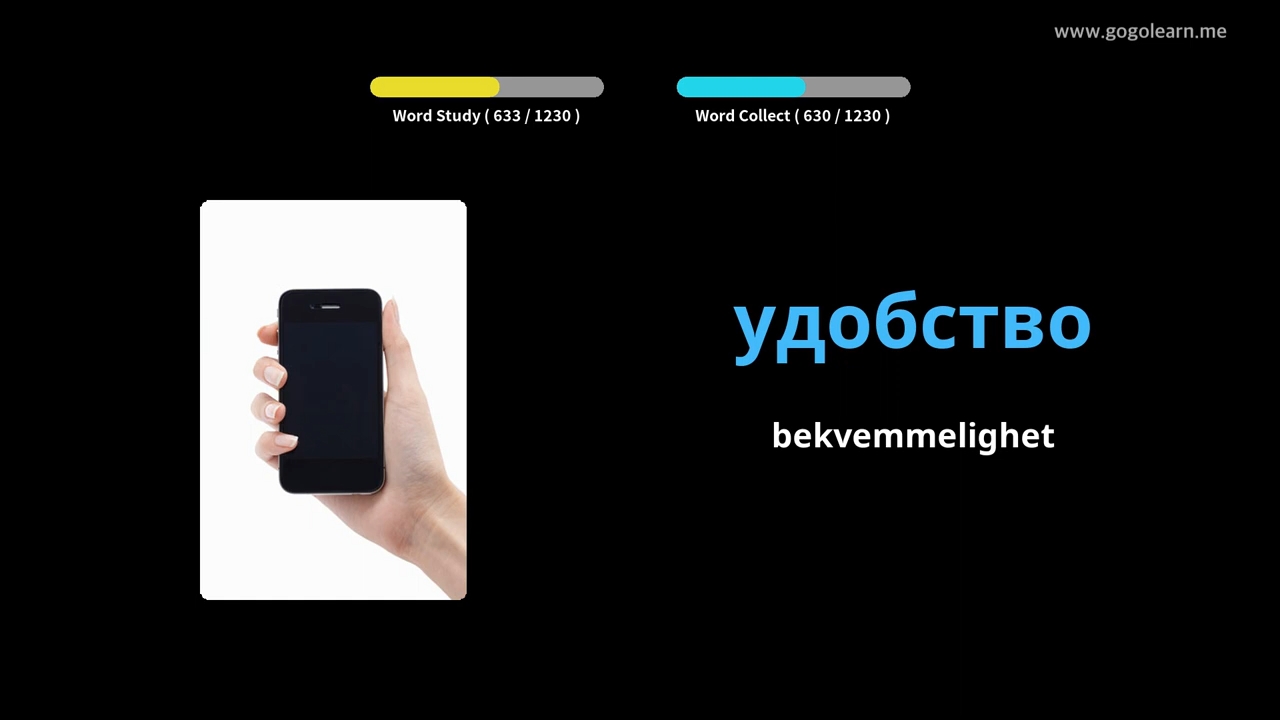 www.gogolearn.me
Word Study ( 633 / 1230 )
Word Collect ( 630 / 1230 )
удобство
bekvemmelighet